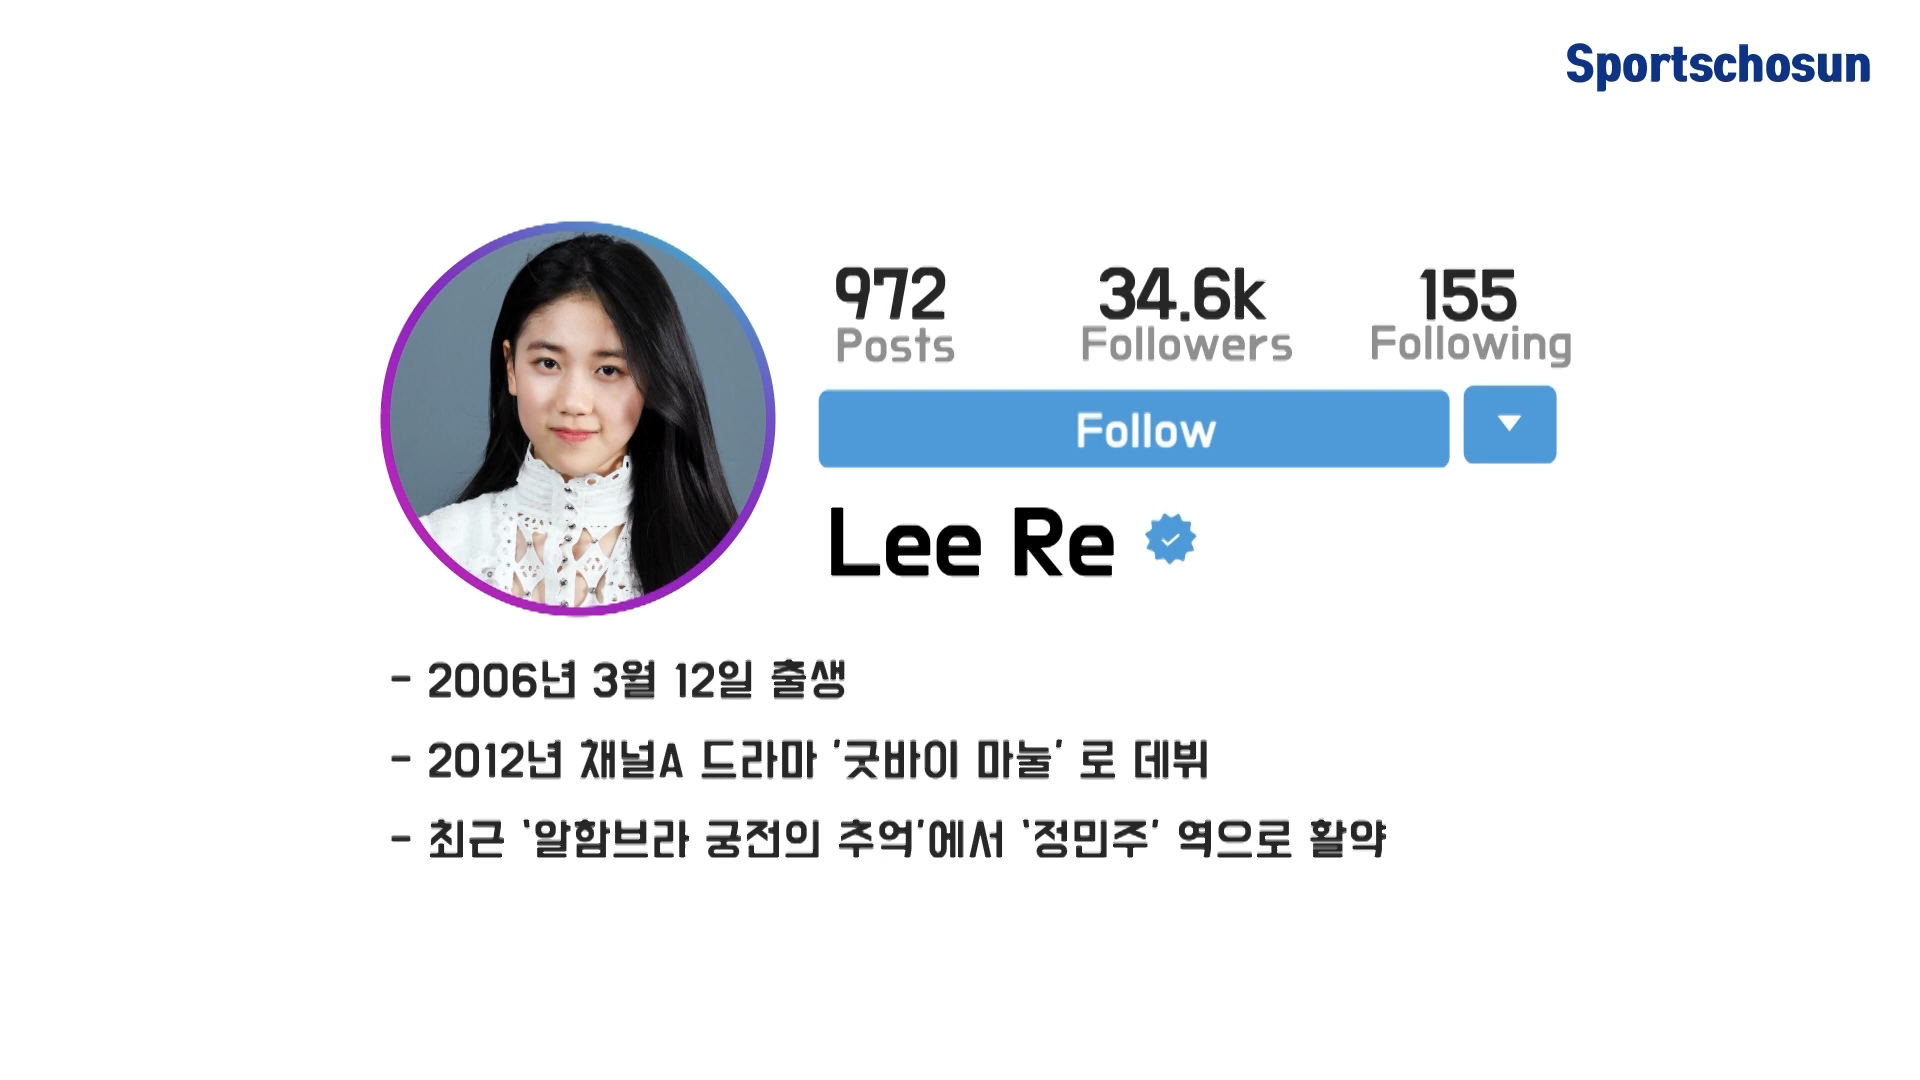 Sportschosun
972 34.6k 155
Posts Followers Following
Follow
Lee Re
- 2006년 3월 12일 출생
- 2012년 채널A 드라마 '굿바이 마눌' 로 데뷔
- 최근 '알함브라 궁전의 추억'에서 '정민주' 역으로 활약